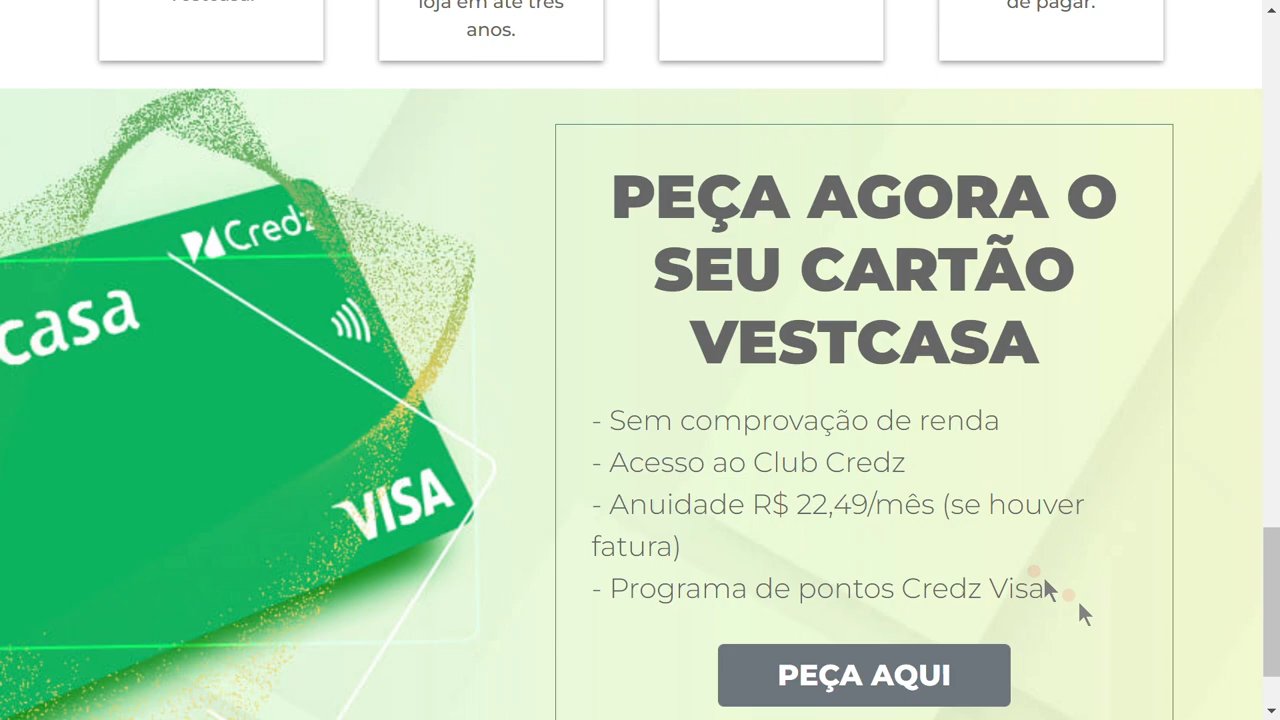 loja em até três
de pagar.
anos.
Credz
casa
VISA
PEÇA AGORA O
SEU CARTÃO
VESTCASA
- Sem comprovação de renda
- Acesso ao Club Credz
- Anuidade R$ 22,49/mês (se houver
fatura)
- Programa de pontos Credz Visa
PEÇA AQUI